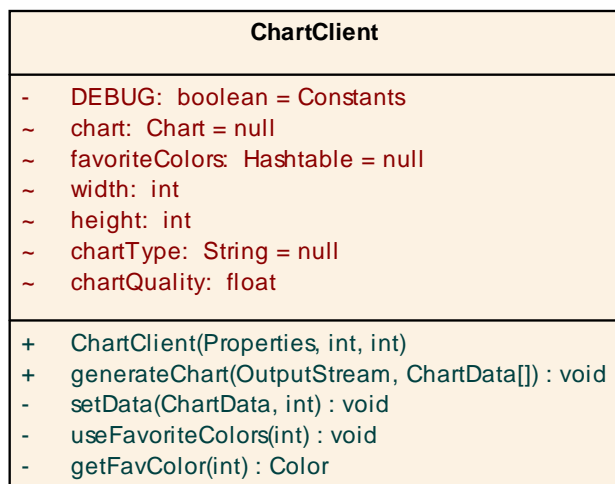 ChartClient
- DEBUG: boolean = Constants
~ chart: Chart = null
~ favoriteColors: Hashtable = null
~ width: int
~ height: int
~ chartType: String = null
~ chartQuality: float
+ ChartClient(Properties, int, int)
+ generateChart(OutputStream, ChartData[]) : void
- setData(ChartData, int) : void
- useFavoriteColors(int) : void
- getFavColor(int) : Color